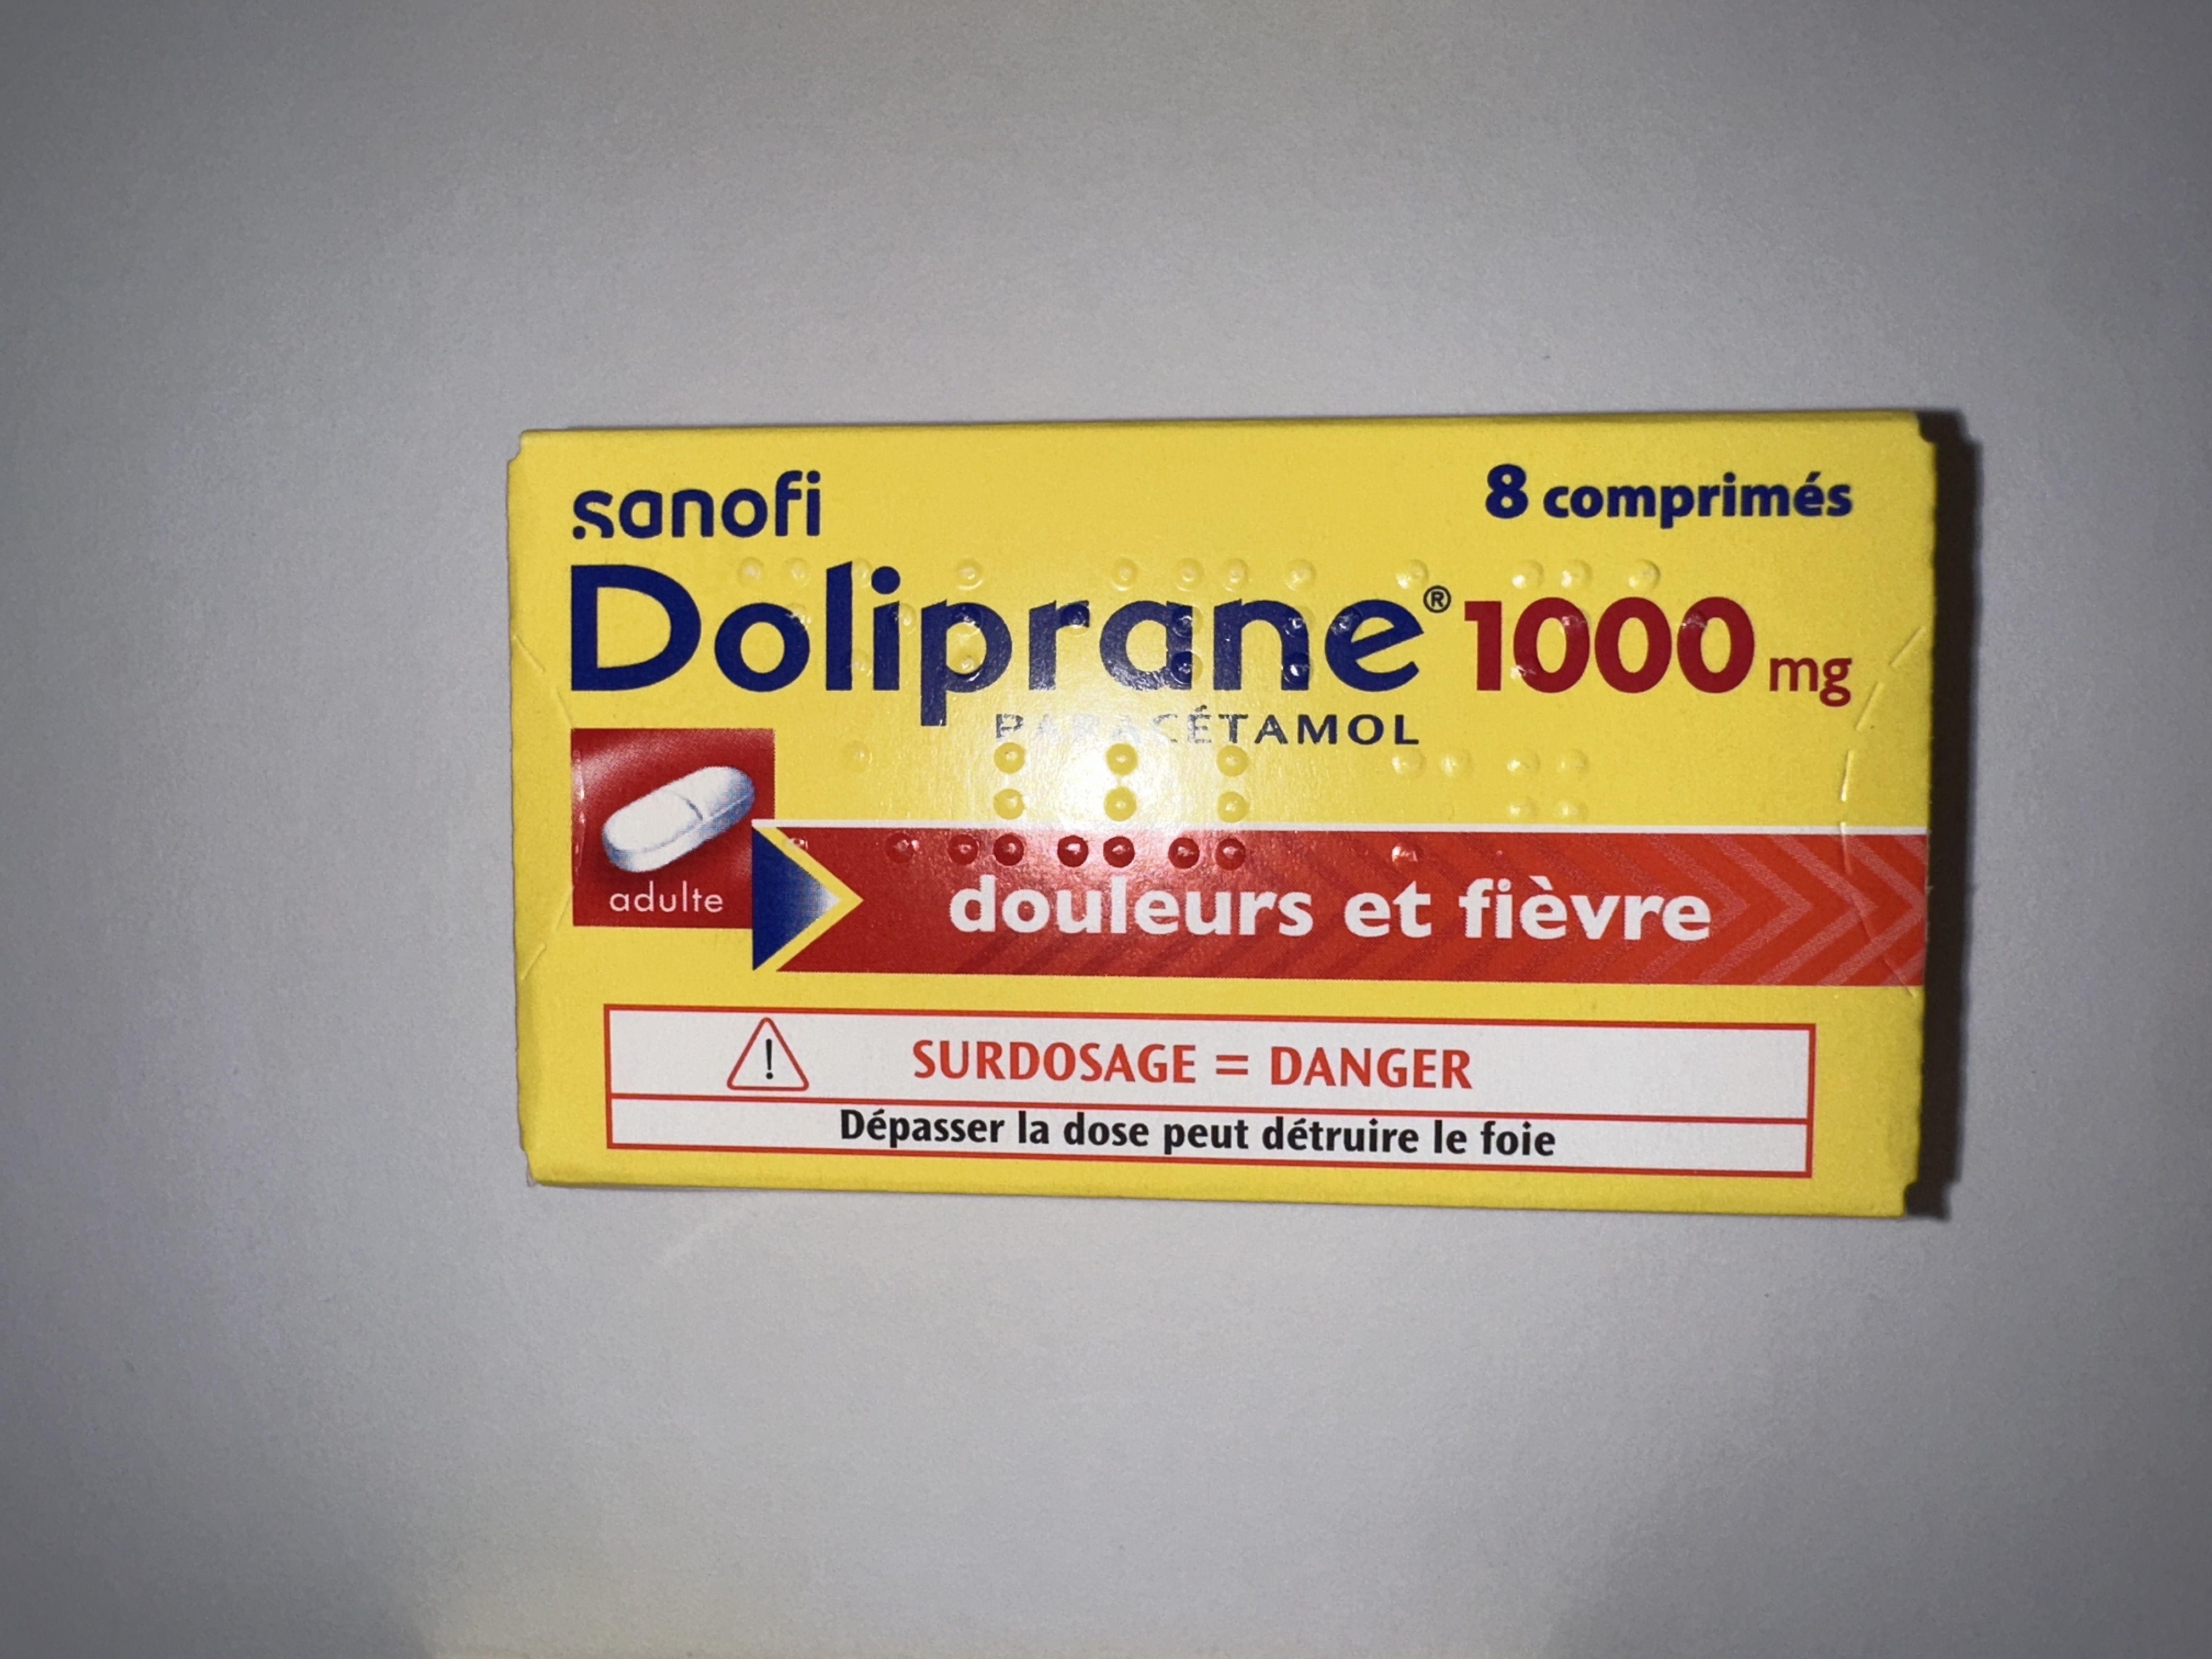 sanofi
8 comprimés
Doliprane® 1000 mg
PARACÉTAMOL
adulte
douleurs et fièvre
SURDOSAGE = DANGER
Dépasser la dose peut détruire le foie